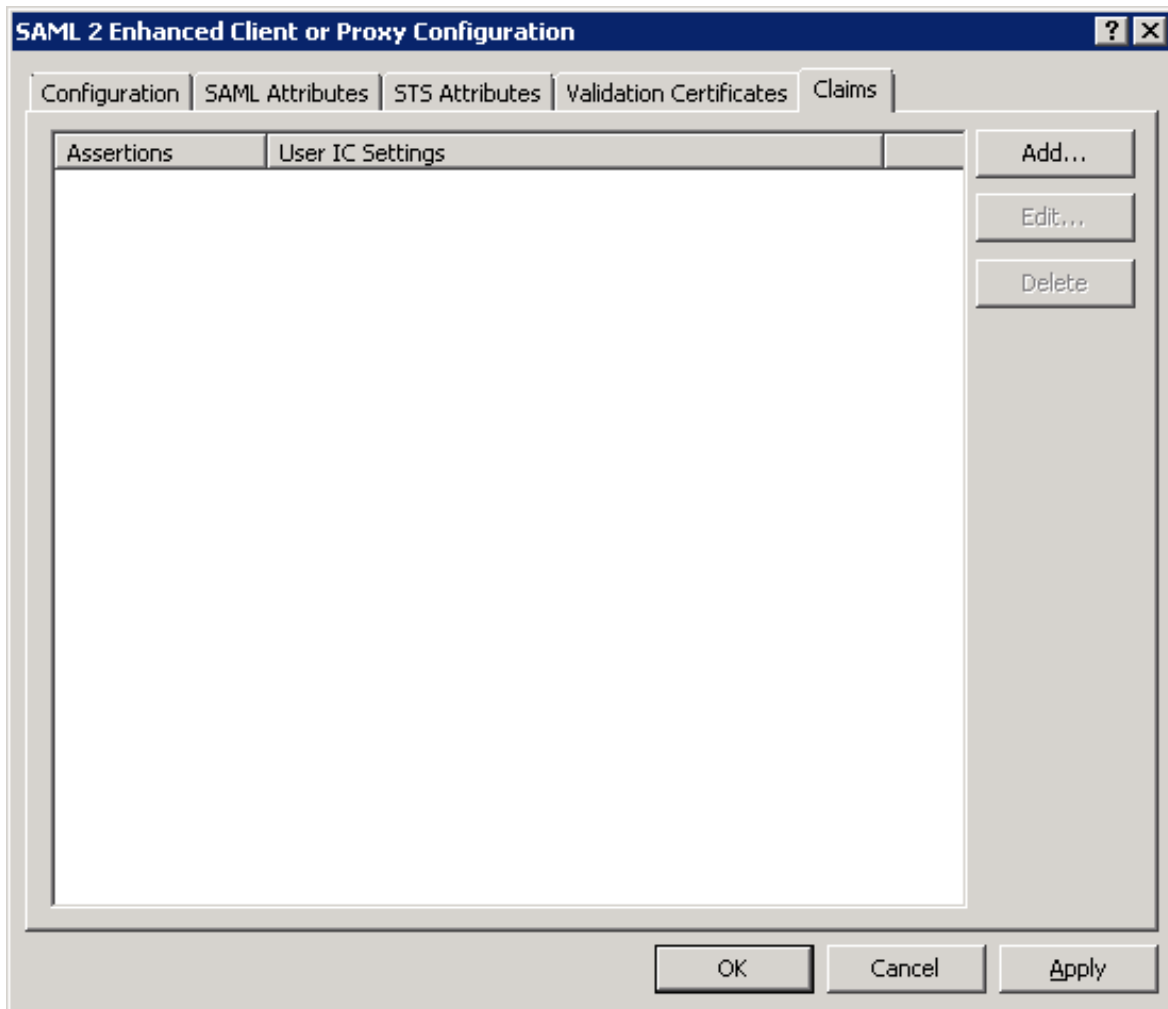 SAML 2 Enhanced Client or Proxy Configuration
Configuration SAML Attributes STS Attributes Validation Certificates Claims
Assertions User IC Settings Add...
Edit...
Delete
OK Cancel Apply